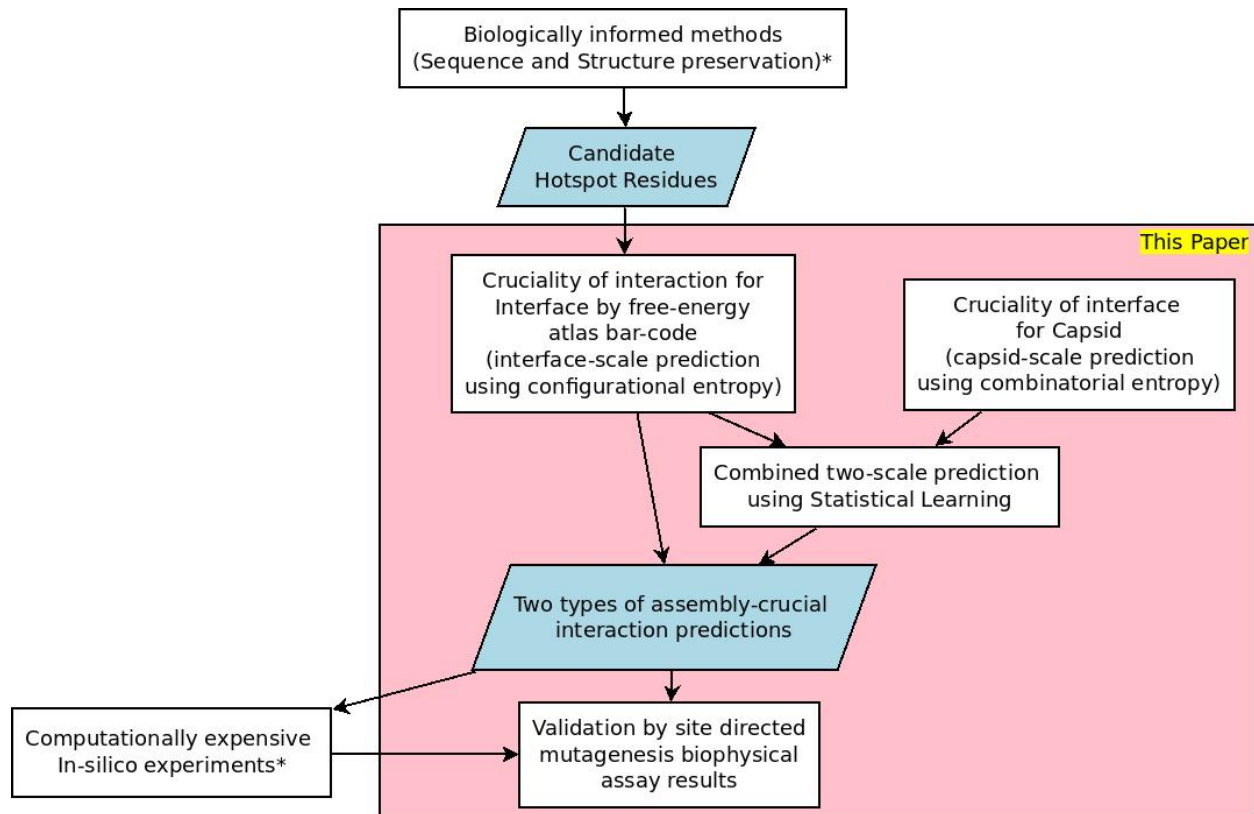 Biologically informed methods
(Sequence and Structure preservation)*
Candidate
Hotspot Residues
This Paper
Cruciality of interaction for
Interface by free-energy
atlas bar-code
(interface-scale prediction
using configurational entropy)
Cruciality of interface
for Capsid
(capsid-scale prediction
using combinatorial entropy)
Combined two-scale prediction
using Statistical Learning
Two types of assembly-crucial
interaction predictions
Computationally expensive
In-silico experiments*
Validation by site directed
mutagenesis biophysical
assay results